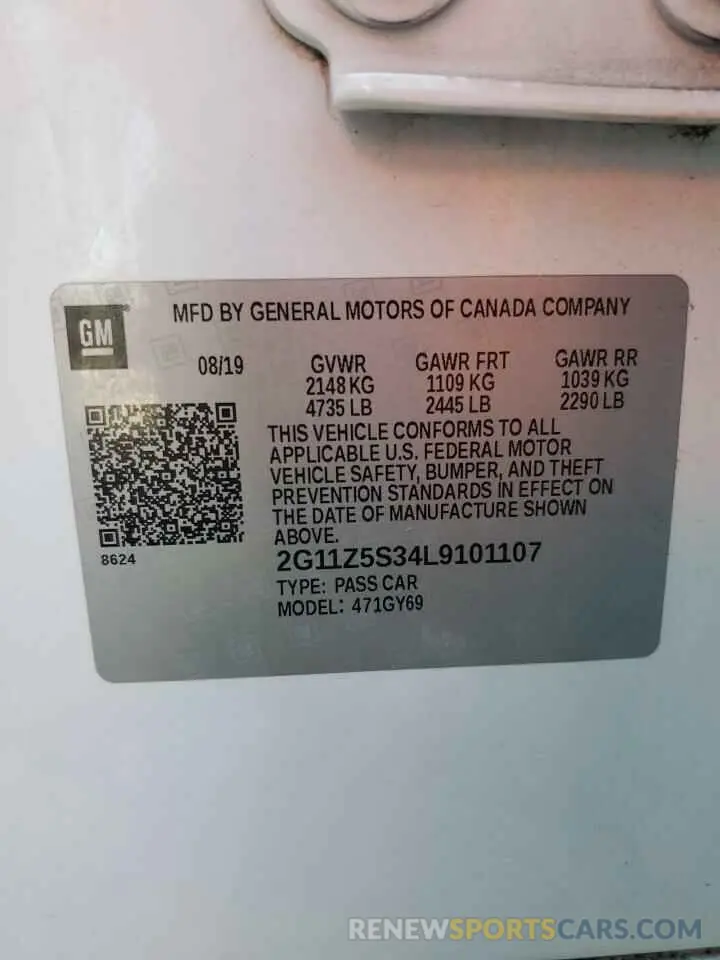 GM
MFD BY GENERAL MOTORS OF CANADA COMPANY
08/19 GVWR GAWR FRT GAWR RR
2148 KG 1109 KG 1039 KG
4735 LB 2445 LB 2290 LB
THIS VEHICLE CONFORMS TO ALL
APPLICABLE U.S. FEDERAL MOTOR
VEHICLE SAFETY, BUMPER, AND THEFT
PREVENTION STANDARDS IN EFFECT ON
THE DATE OF MANUFACTURE SHOWN
ABOVE.
8624
2G11Z5S34L9101107
TYPE: PASS CAR
MODEL: 471GY69
RENEWSPORTSCARS.COM